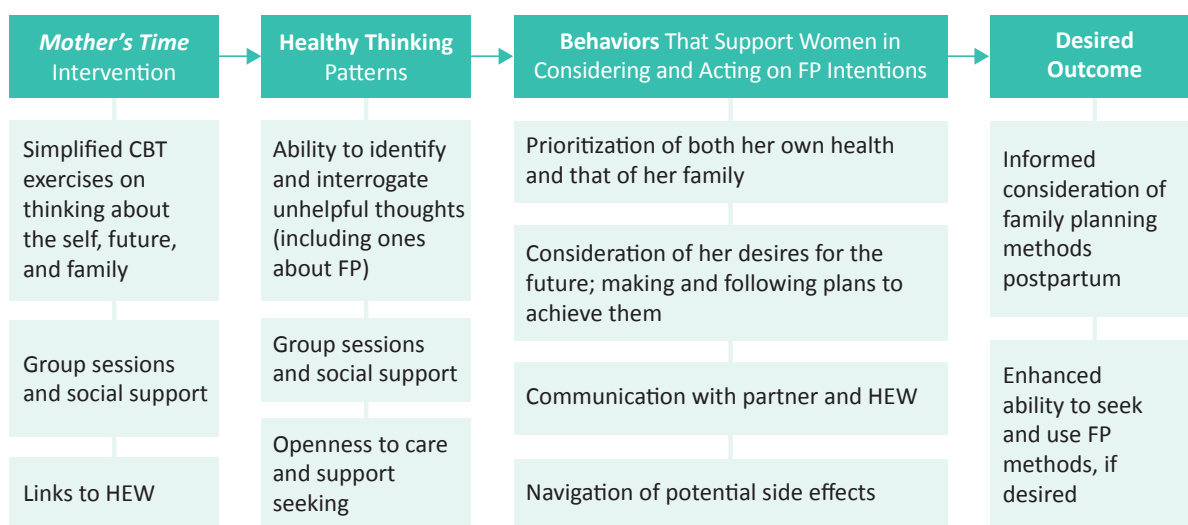 Mother's Time
Intervention
Healthy Thinking
Patterns
Behaviors That Support Women in
Considering and Acting on FP Intentions
Desired
Outcome
Simplified CBT
exercises on
thinking about
the self, future,
and family
Group sessions
and social support
Links to HEW
Ability to identify
and interrogate
unhelpful thoughts
(including ones
about FP)
Group sessions
and social support
Openness to care
and support
seeking
Prioritization of both her own health
and that of her family
Consideration of her desires for the
future; making and following plans to
achieve them
Communication with partner and HEW
Navigation of potential side effects
Informed
consideration of
family planning
methods
postpartum
Enhanced
ability to seek
and use FP
methods, if
desired